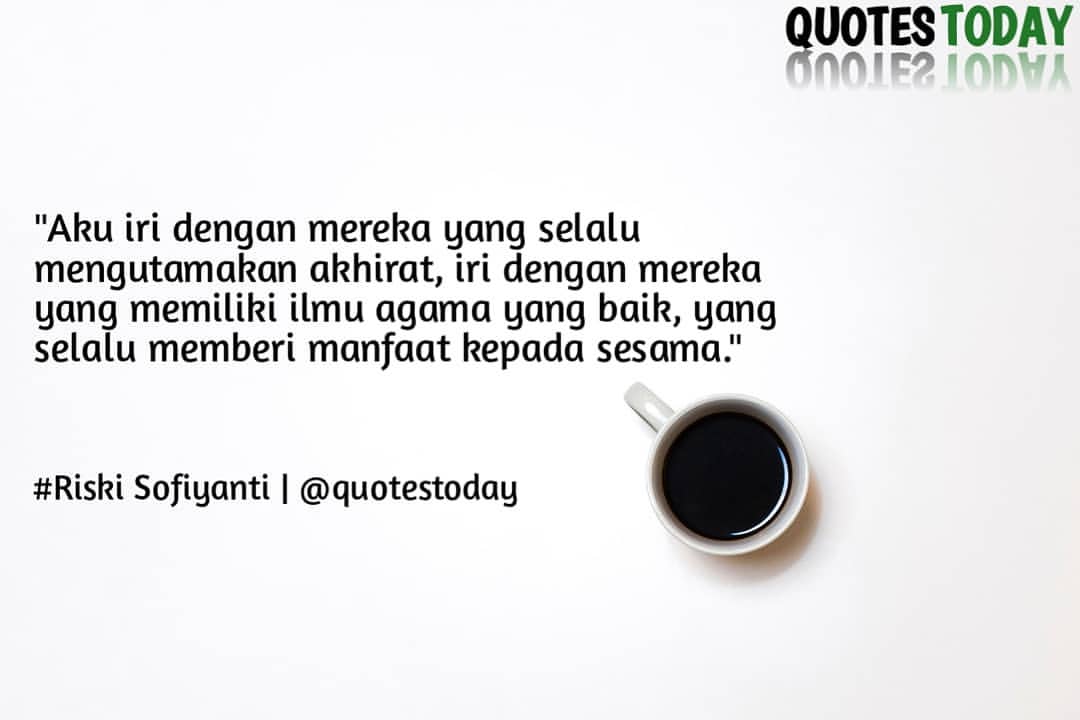 QUOTES TODAY
"Aku iri dengan mereka yang selalu
mengutamakan akhirat, iri dengan mereka
yang memiliki ilmu agama yang baik, yang
selalu memberi manfaat kepada sesama."
#Riski Sofiyanti | @quotestoday